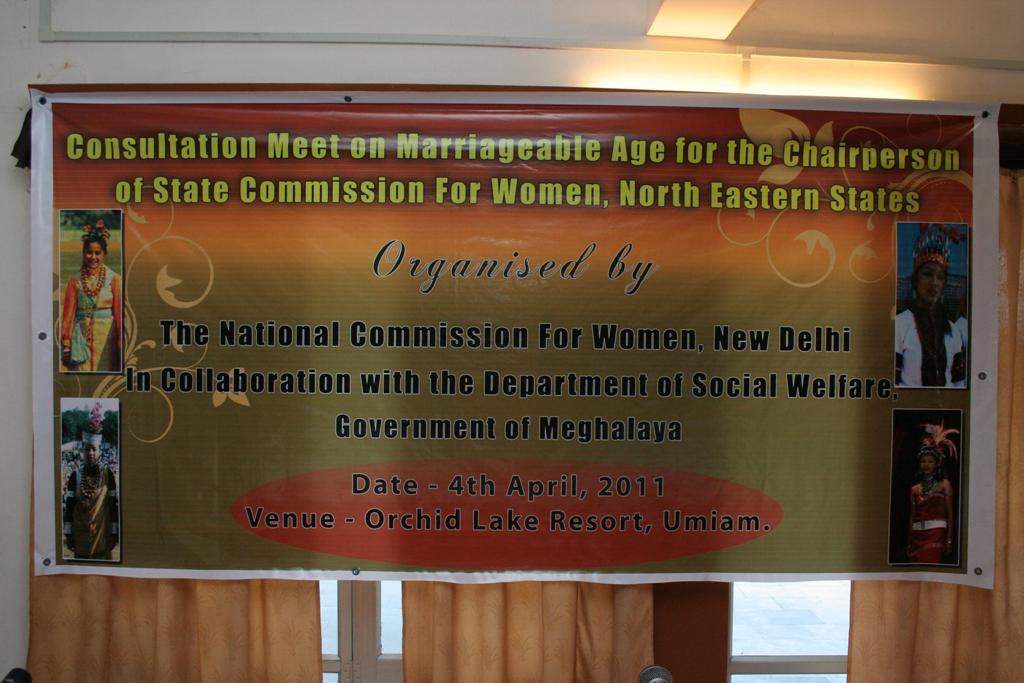 Consultation Meet on Marriageable Age for the Chairperson
of State Commission For Women, North Eastern States
Organised by
The National Commission For Women, New Delhi
In Collaboration with the Department of Social Welfare,
Government of Meghalaya
Date - 4th April, 2011
Venue - Orchid Lake Resort, Umiam.